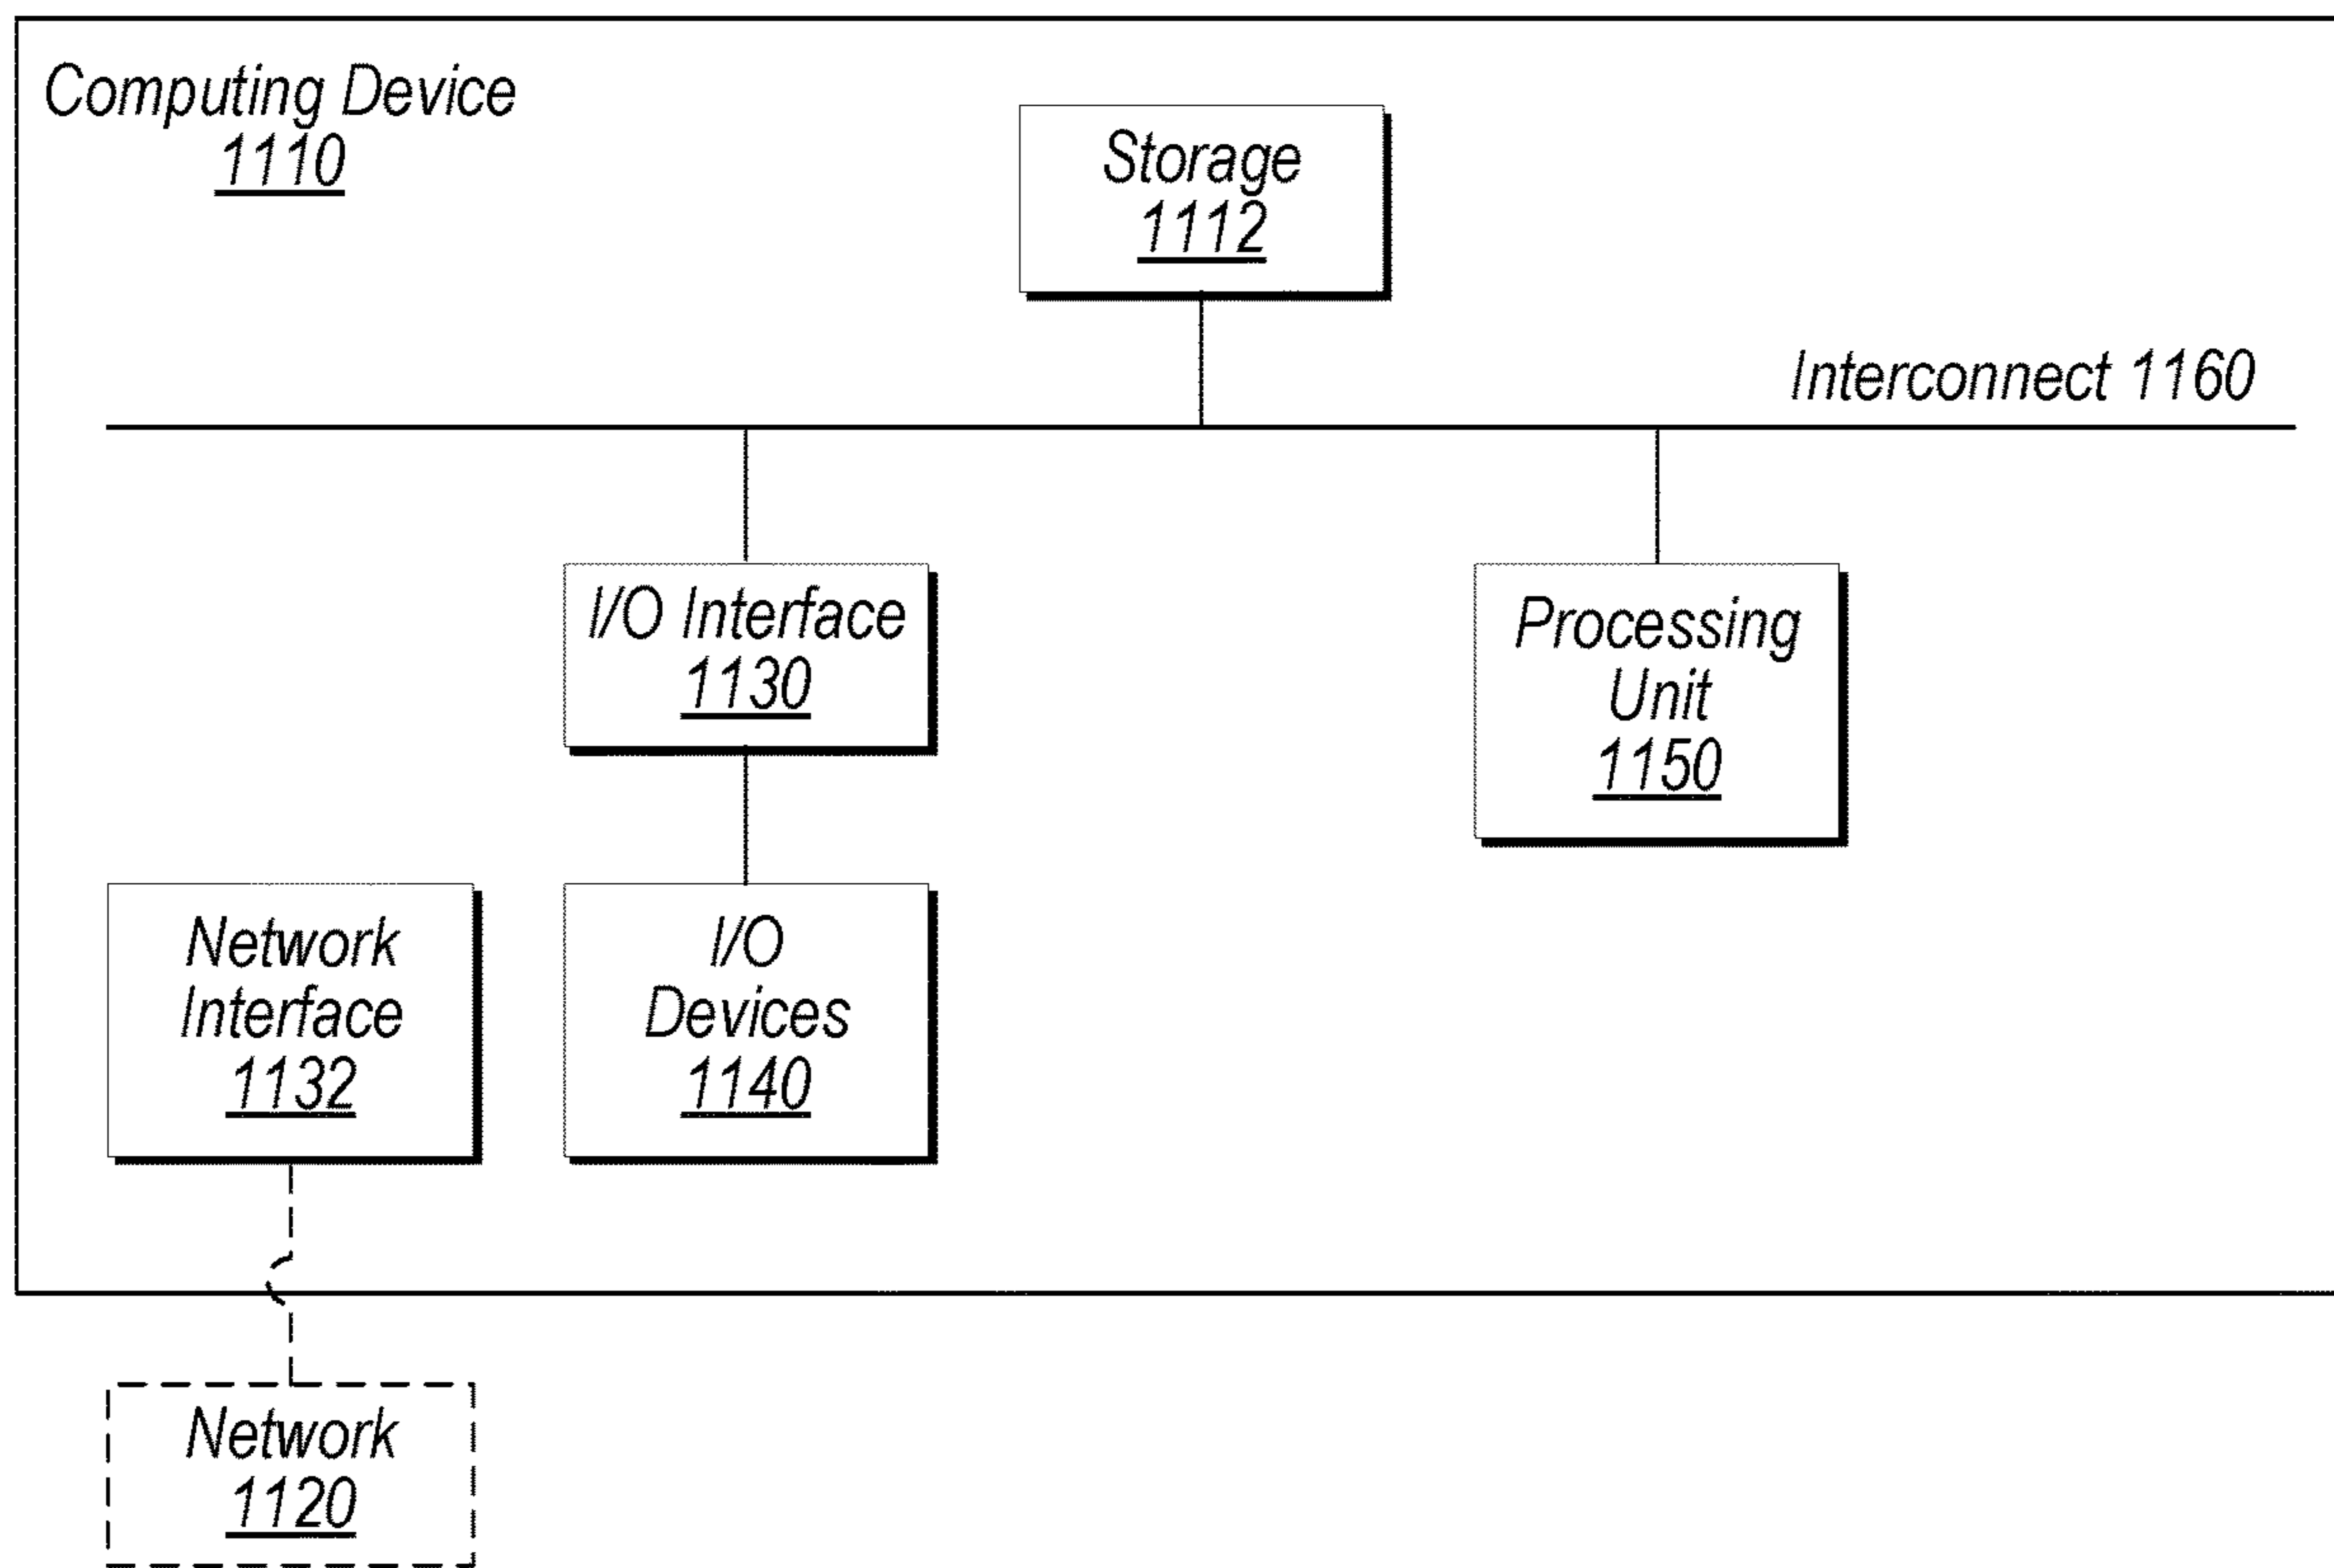 Computing Device
1110
Storage
1112
Interconnect 1160
I/O Interface
1130
Processing
Unit
1150
Network
Interface
1132
I/O
Devices
1140
Network
1120